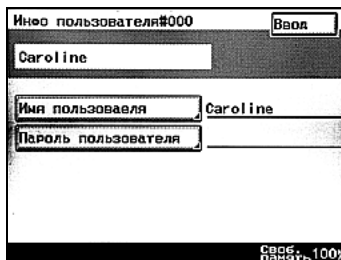 Инфо пользователя#000
Ввод
Caroline
Имя пользоваеля
Caroline
Пароль пользователя
Своб.
память 100%